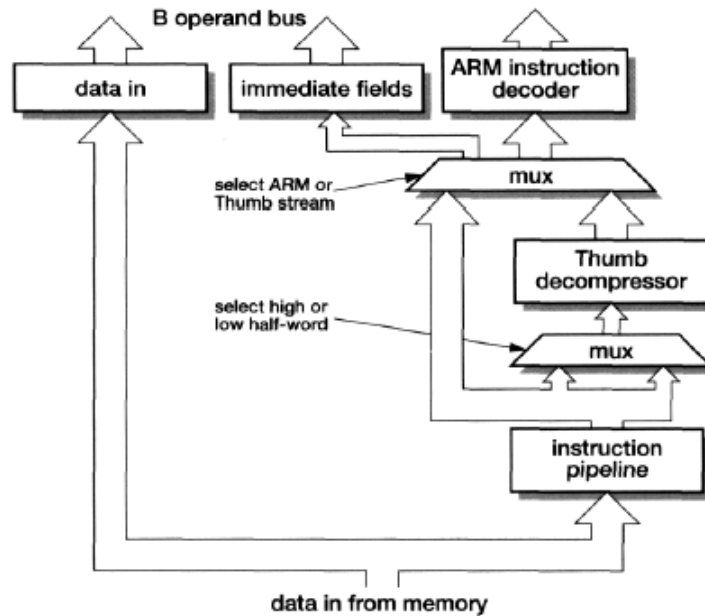 B operand bus
data in
immediate fields
ARM instruction
decoder
select ARM or
Thumb stream
mux
Thumb
decompressor
select high or
low half-word
mux
instruction
pipeline
data in from memory